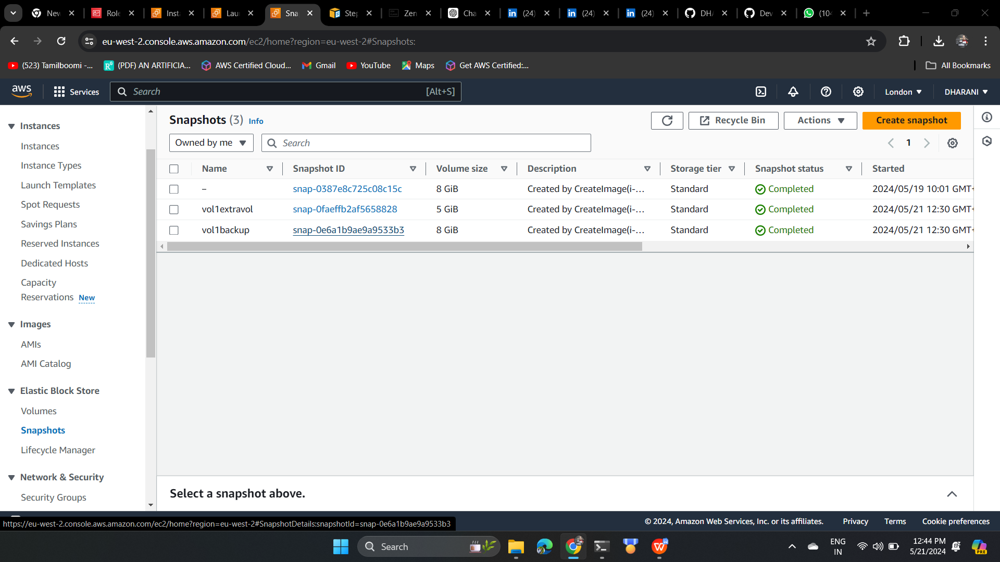 New
Role
Insta
Lau
Sna
Step
Zen
Cha
(24)
(24)
(24)
DHA
Dev
(104
eu-west-2.console.aws.amazon.com/ec2/home?region=eu-west-2#Snapshots:
(523) Tamilboomi -...
(PDF) AN ARTIFICIA...
AWS Certified Cloud...
Gmail
YouTube
Maps
Get AWS Certified:...
All Bookmarks
aws
Services
Search
[Alt+S]
London
DHARANI
Instances
Instances
Instance Types
Launch Templates
Spot Requests
Savings Plans
Reserved Instances
Dedicated Hosts
Capacity
Reservations New
Images
AMIs
AMI Catalog
Elastic Block Store
Volumes
Snapshots
Lifecycle Manager
Network & Security
Security Groups
Snapshots (3) Info
Recycle Bin
Actions
Create snapshot
Owned by me
Search
1
Name Snapshot ID Volume size Description Storage tier Snapshot status Started
– snap-0387e8c725c08c15c 8 GiB Created by CreateImage(i-... Standard Completed 2024/05/19 10:01 GMT+
vol1extravol snap-0faeffb2af5658828 5 GiB Created by CreateImage(i-... Standard Completed 2024/05/21 12:30 GMT+
vol1backup snap-0e6a1b9ae9a9533b3 8 GiB Created by CreateImage(i-... Standard Completed 2024/05/21 12:30 GMT+
Select a snapshot above.
https://eu-west-2.console.aws.amazon.com/ec2/home?region=eu-west-2#SnapshotDetails:snapshotId=snap-0e6a1b9ae9a9533b3
© 2024, Amazon Web Services, Inc. or its affiliates.
Privacy
Terms
Cookie preferences
Search
ENG
IN
12:44 PM
5/21/2024
PRE